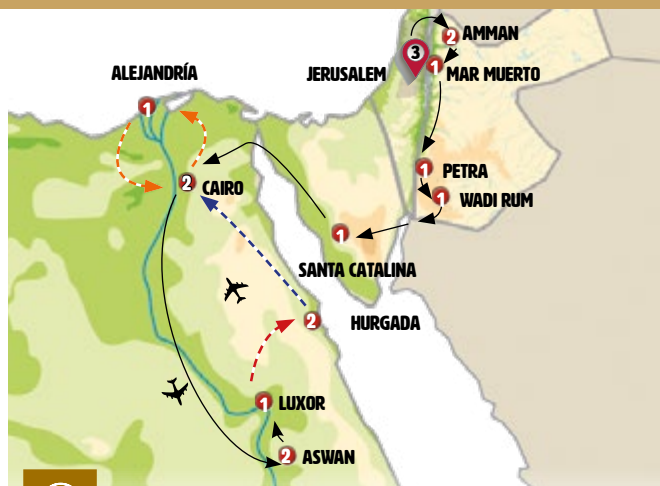 2 AMMAN
3
ALEJANDRÍA
JERUSALEM
1 MAR MUERTO
1
PETRA
1
2 CAIRO
1 WADI RUM
1
SANTA CATALINA
2 HURGADA
1 LUXOR
2 ASWAN